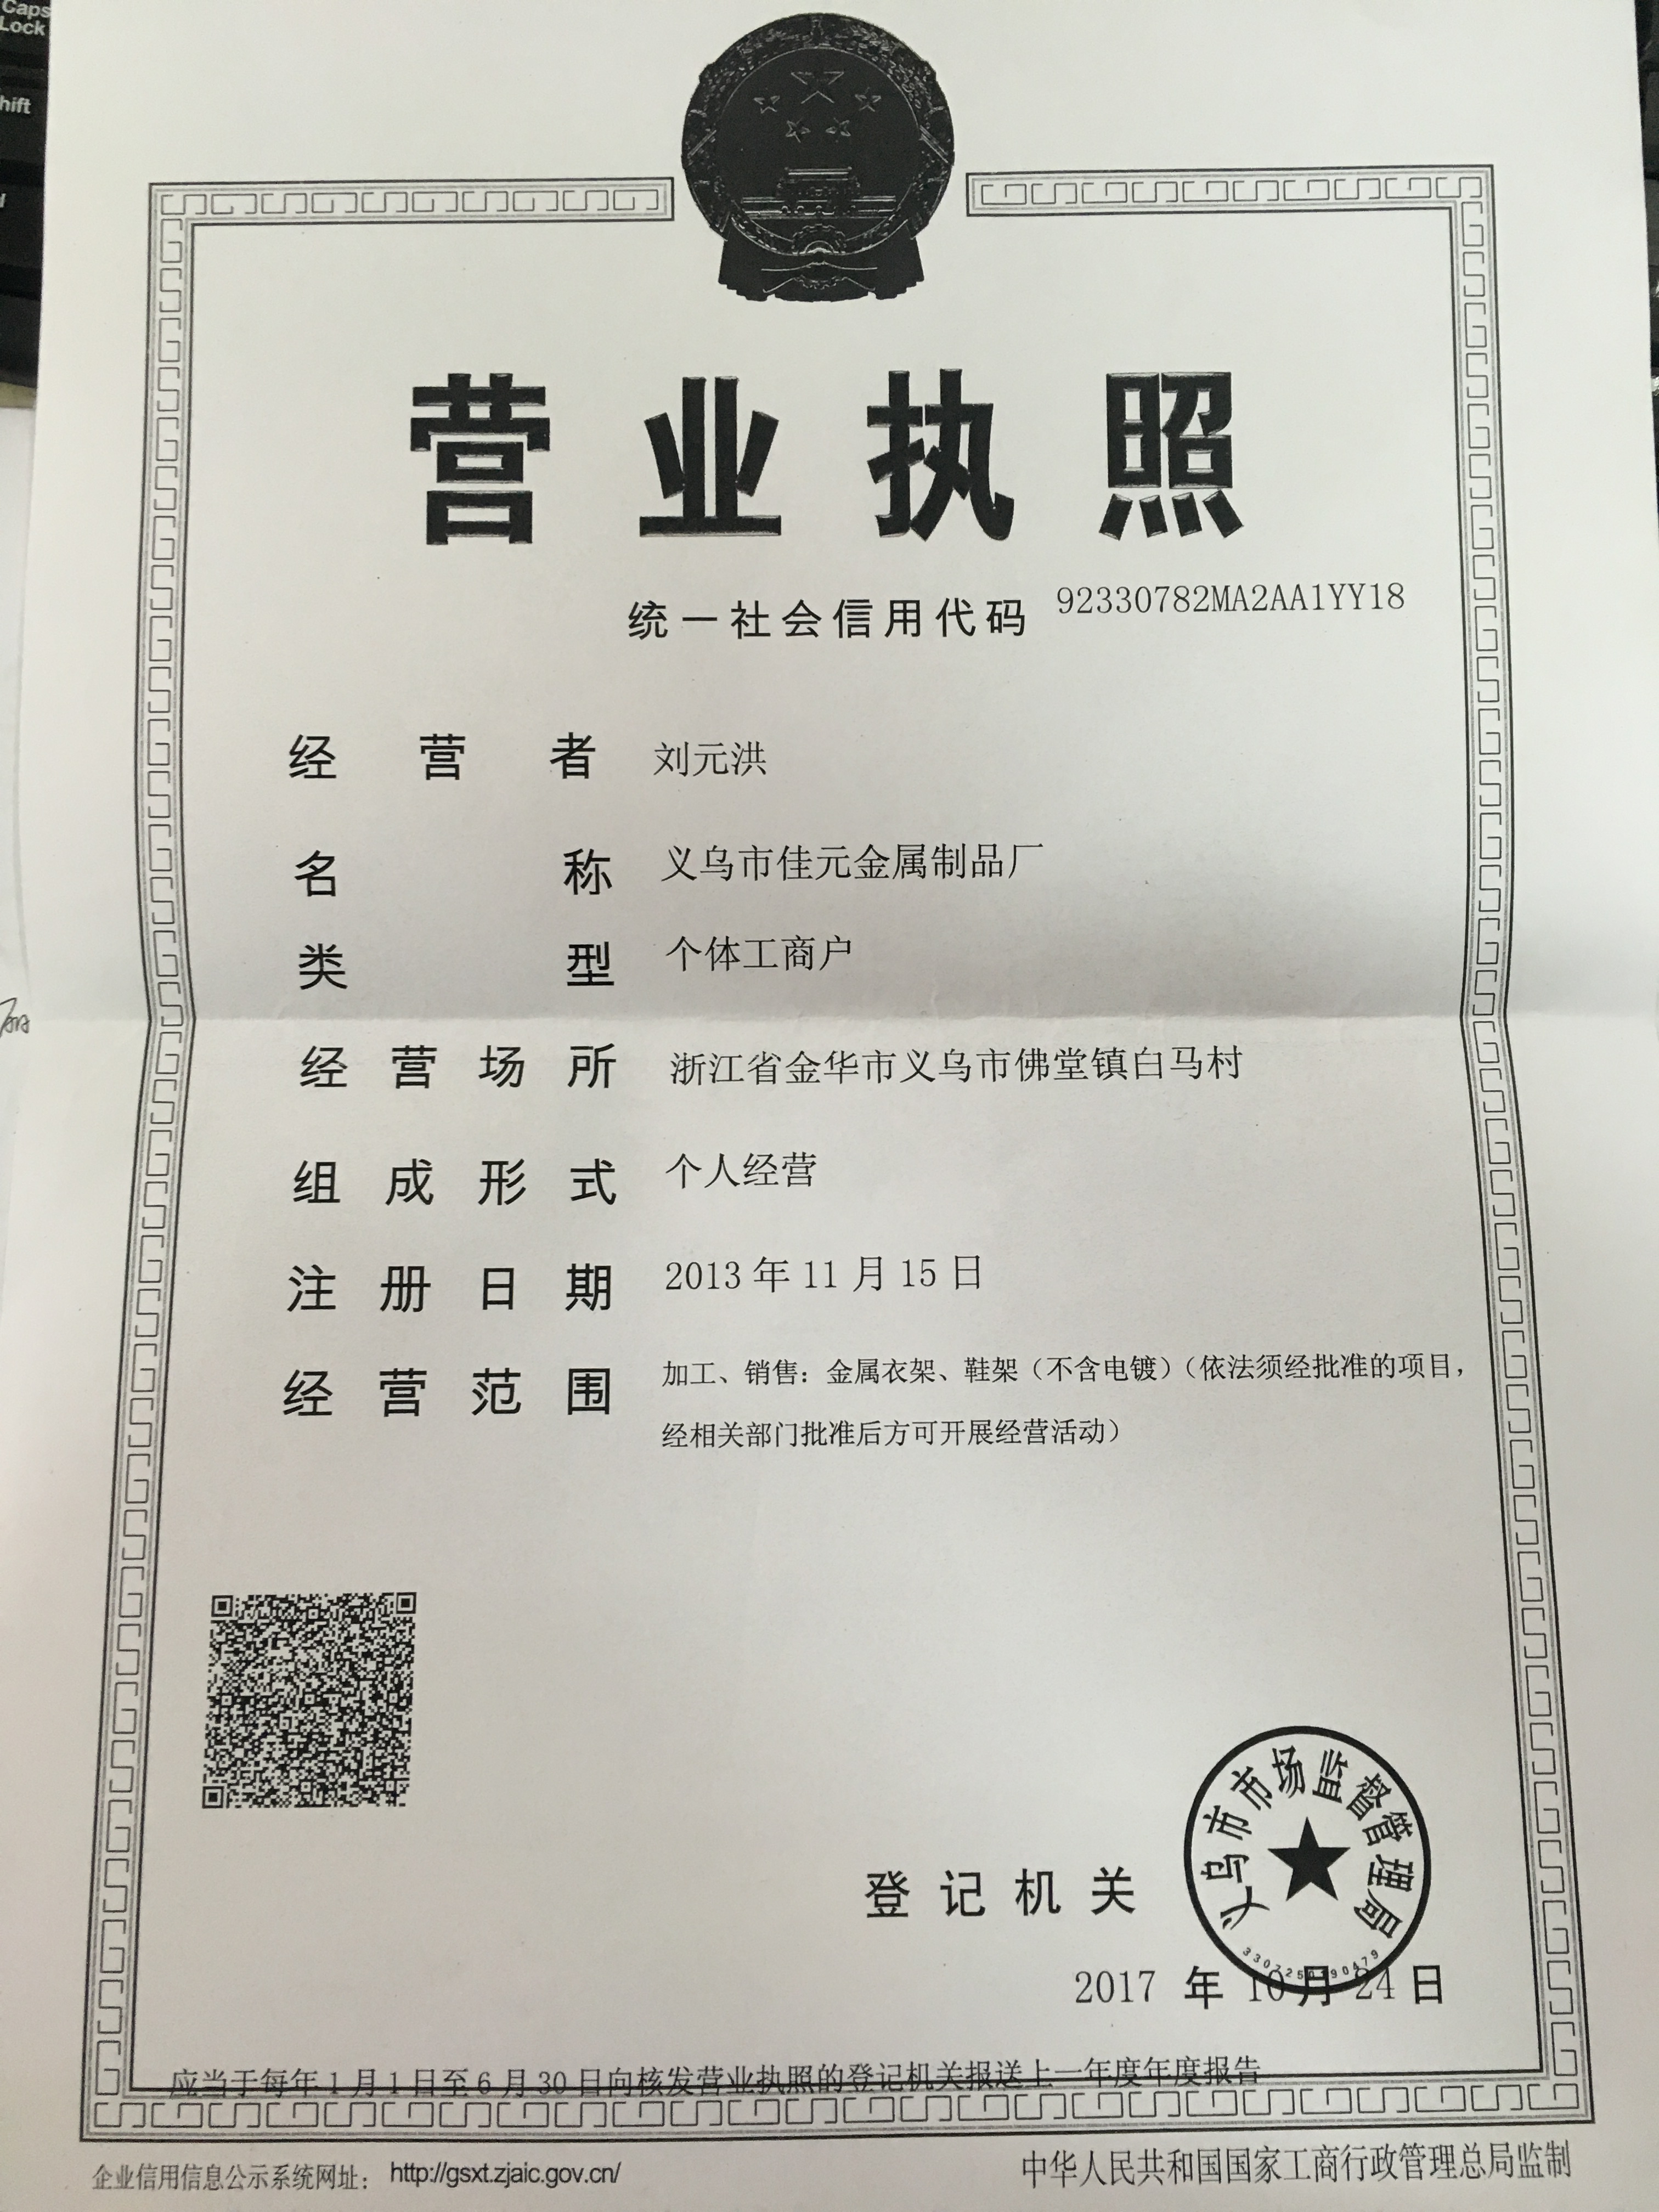 Caps
Lock
hift
营业执照
统一社会信用代码 92330782MA2AA1YY18
经营者 刘元洪
名称 义乌市佳元金属制品厂
类型 个体工商户
经营场所 浙江省金华市义乌市佛堂镇白马村
组成形式 个人经营
注册日期 2013年11月15日
经营范围 加工、销售：金属衣架、鞋架（不含电镀）（依法须经批准的项目，
经相关部门批准后方可开展经营活动）
义乌市市场监督管理局
登记机关
2017年10月24日
应当于每年1月1日至6月30日向核发营业执照的登记机关报送上一年度年度报告
企业信用信息公示系统网址： http://gsxt.zjaic.gov.cn/
中华人民共和国国家工商行政管理总局监制